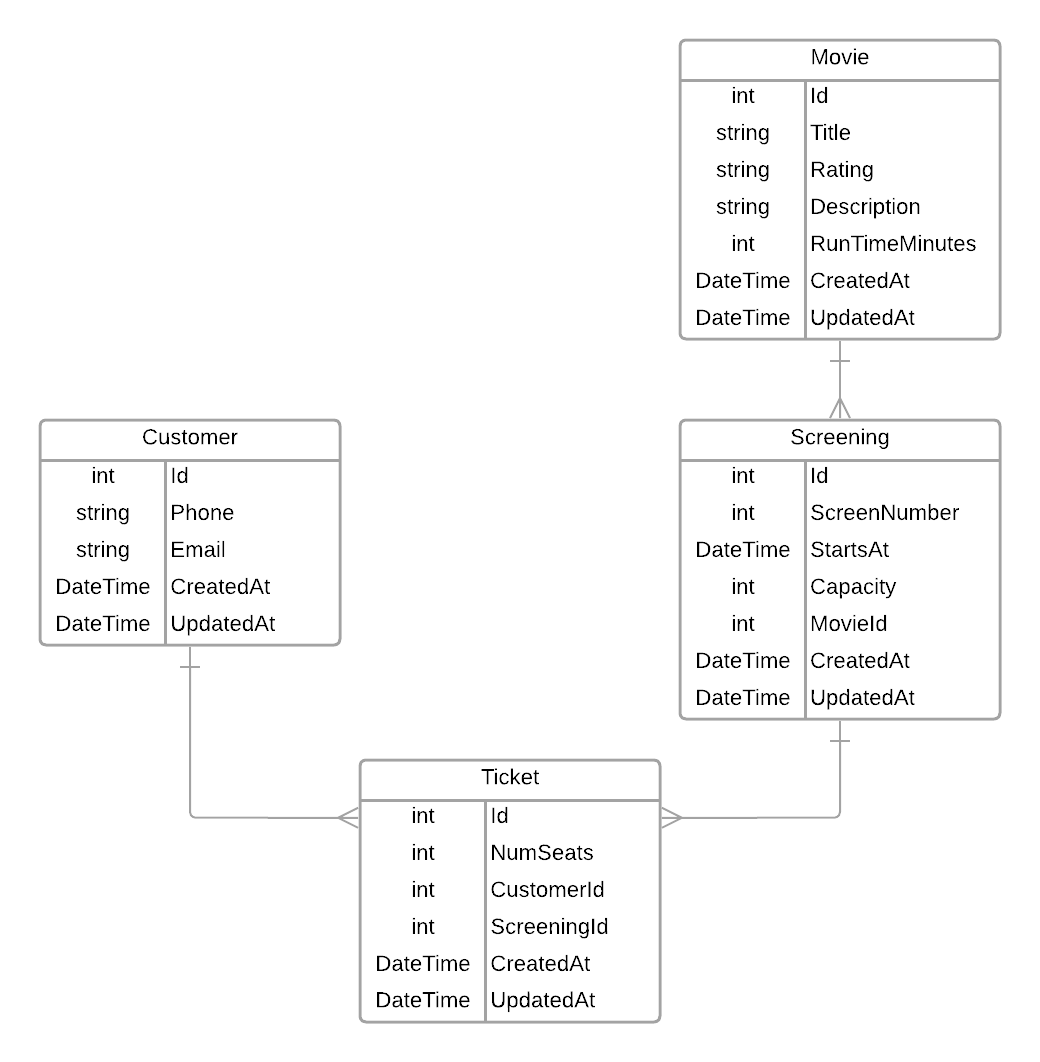 Movie
int Id
string Title
string Rating
string Description
int RunTimeMinutes
DateTime CreatedAt
DateTime UpdatedAt
Customer
int Id
string Phone
string Email
DateTime CreatedAt
DateTime UpdatedAt
Screening
int Id
int ScreenNumber
DateTime StartsAt
int Capacity
int MovieId
DateTime CreatedAt
DateTime UpdatedAt
Ticket
int Id
int NumSeats
int CustomerId
int ScreeningId
DateTime CreatedAt
DateTime UpdatedAt